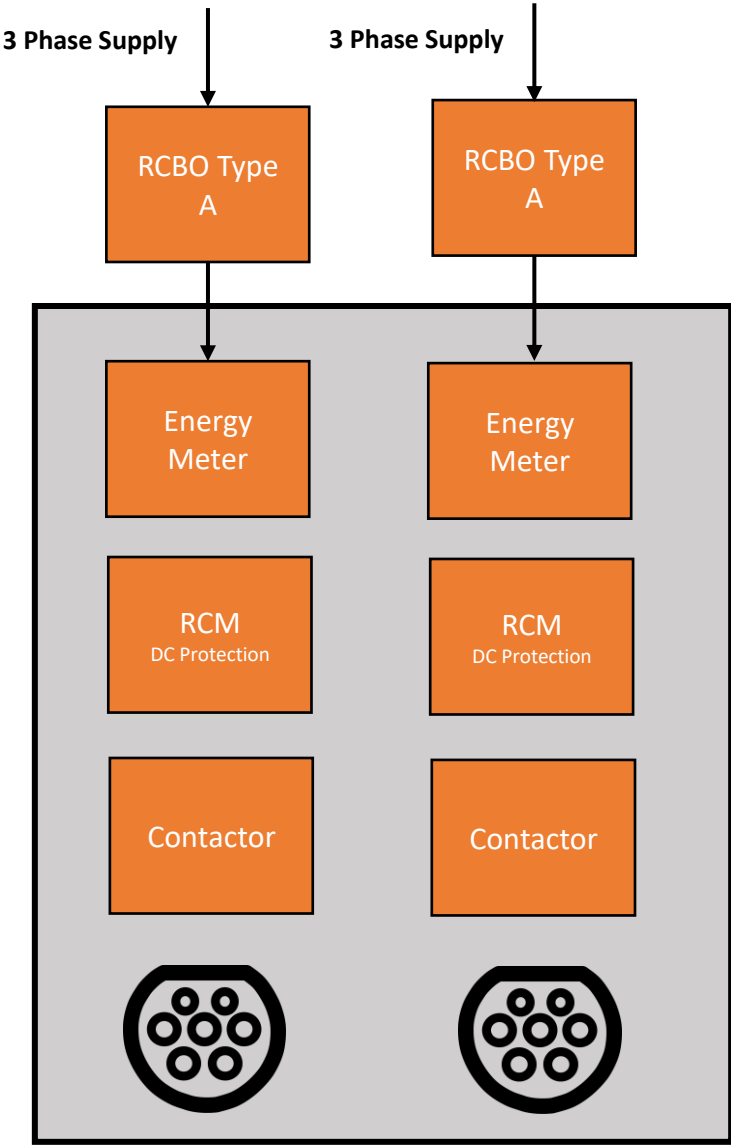 3 Phase Supply
3 Phase Supply
RCBO Type
A
RCBO Type
A
Energy
Meter
Energy
Meter
RCM
DC Protection
RCM
DC Protection
Contactor
Contactor